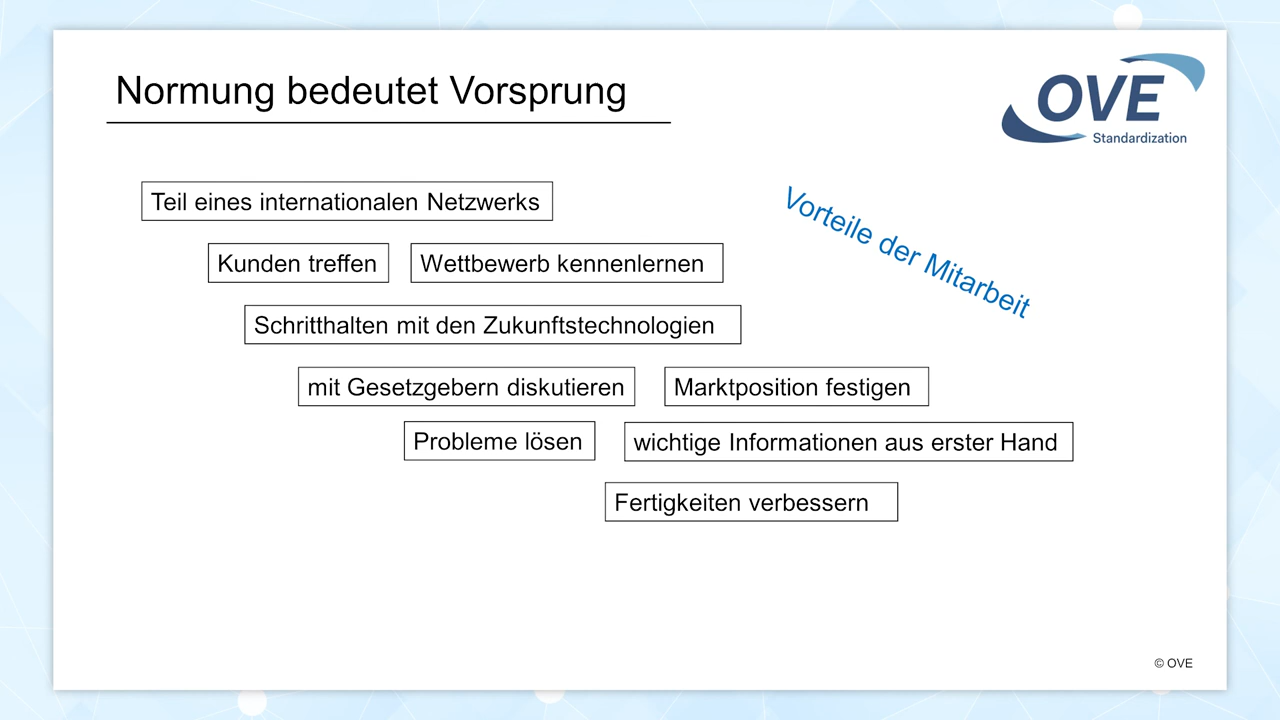 Normung bedeutet Vorsprung
OVE
Standardization
Teil eines internationalen Netzwerks
Vorteile der Mitarbeit
Kunden treffen
Wettbewerb kennenlernen
Schritthalten mit den Zukunftstechnologien
mit Gesetzgebern diskutieren
Marktposition festigen
Probleme lösen
wichtige Informationen aus erster Hand
Fertigkeiten verbessern
© OVE